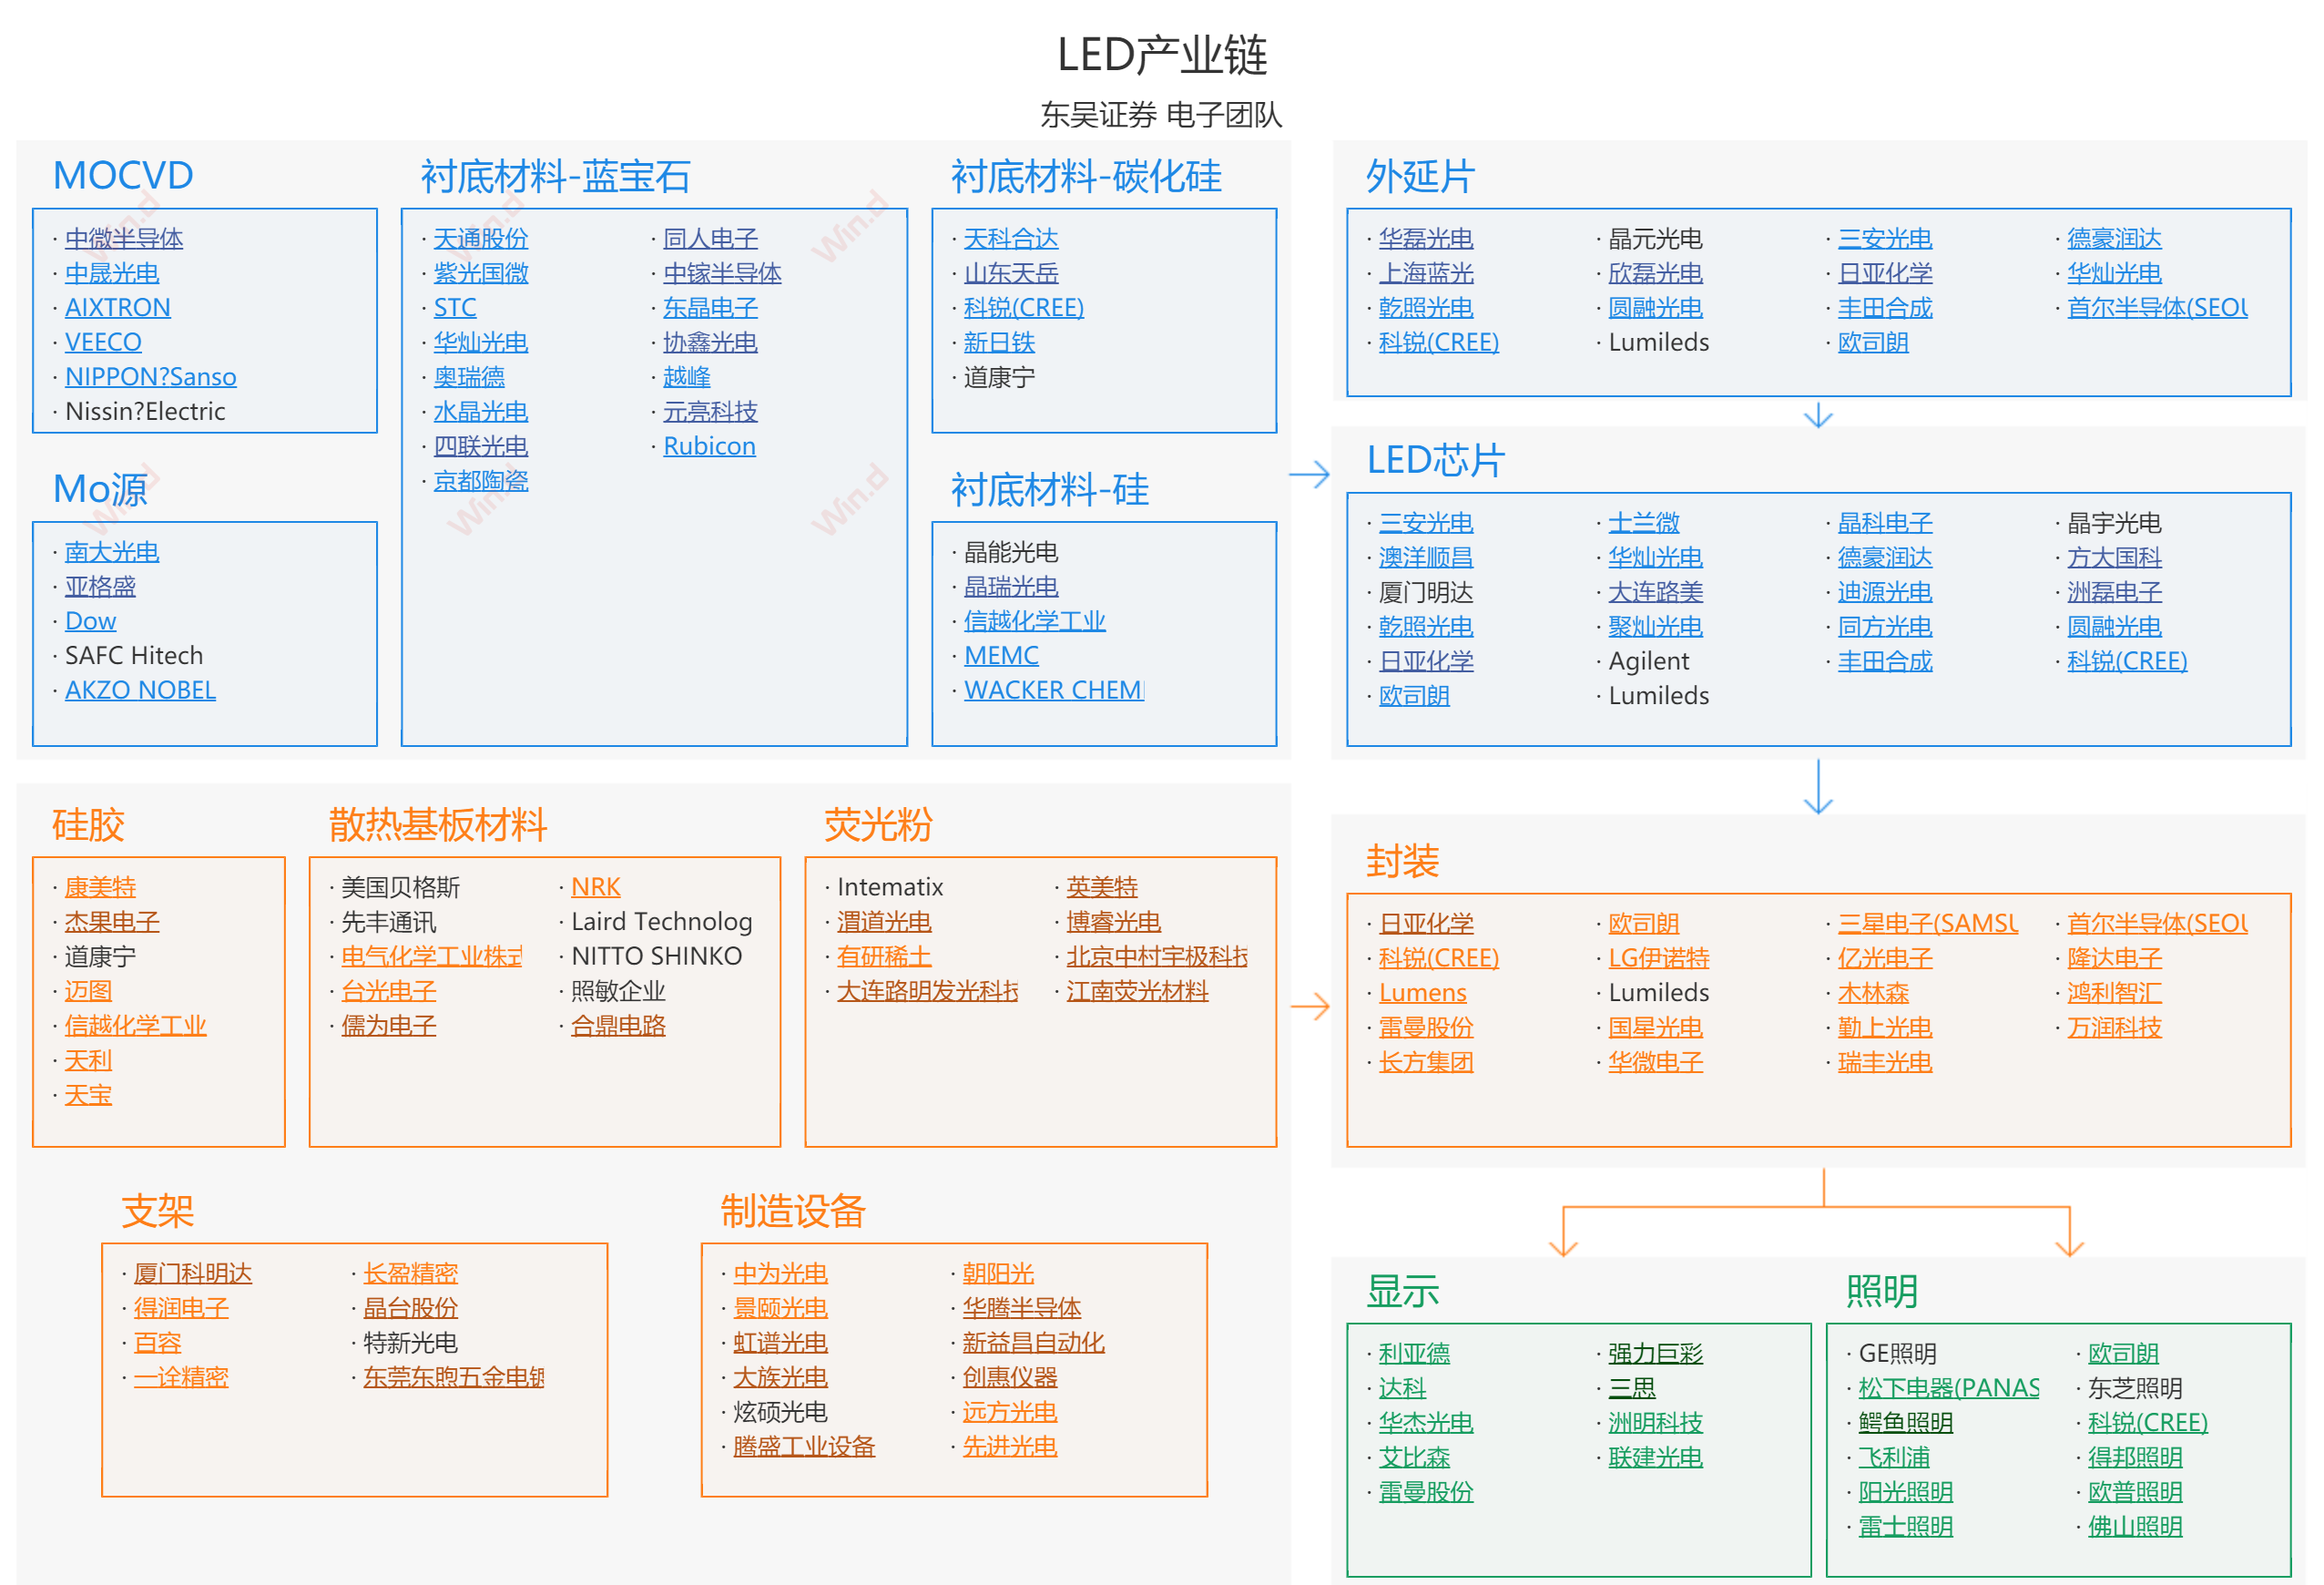 LED产业链
东吴证券 电子团队
MOCVD
· 中微半导体
· 中晟光电
· AIXTRON
· VEECO
· NIPPON?Sanso
· Nissin?Electric
Mo源
· 南大光电
· 亚格盛
· Dow
· SAFC Hitech
· AKZO NOBEL
衬底材料-蓝宝石
· 天通股份 · 同人电子
· 紫光国微 · 中镓半导体
· STC · 东晶电子
· 华灿光电 · 协鑫光电
· 奥瑞德 · 越峰
· 水晶光电 · 元亮科技
· 四联光电 · Rubicon
· 京都陶瓷
衬底材料-碳化硅
· 天科合达
· 山东天岳
· 科锐(CREE)
· 新日铁
· 道康宁
衬底材料-硅
· 晶能光电
· 晶瑞光电
· 信越化学工业
· MEMC
· WACKER CHEMI
外延片
· 华磊光电 · 晶元光电 · 三安光电 · 德豪润达
· 上海蓝光 · 欣磊光电 · 日亚化学 · 华灿光电
· 乾照光电 · 圆融光电 · 丰田合成 · 首尔半导体(SEOU
· 科锐(CREE) · Lumileds · 欧司朗
LED芯片
· 三安光电 · 士兰微 · 晶科电子 · 晶宇光电
· 澳洋顺昌 · 华灿光电 · 德豪润达 · 方大国科
· 厦门明达 · 大连路美 · 迪源光电 · 洲磊电子
· 乾照光电 · 聚灿光电 · 同方光电 · 圆融光电
· 日亚化学 · Agilent · 丰田合成 · 科锐(CREE)
· 欧司朗 · Lumileds
硅胶
· 康美特
· 杰果电子
· 道康宁
· 迈图
· 信越化学工业
· 天利
· 天宝
散热基板材料
· 美国贝格斯 · NRK
· 先丰通讯 · Laird Technolog
· 电气化学工业株式 · NITTO SHINKO
· 台光电子 · 照敏企业
· 儒为电子 · 合鼎电路
荧光粉
· Intematix · 英美特
· 渭道光电 · 博睿光电
· 有研稀土 · 北京中村宇极科技
· 大连路明发光科技 · 江南荧光材料
封装
· 日亚化学 · 欧司朗 · 三星电子(SAMSU · 首尔半导体(SEOU
· 科锐(CREE) · LG伊诺特 · 亿光电子 · 隆达电子
· Lumens · Lumileds · 木林森 · 鸿利智汇
· 雷曼股份 · 国星光电 · 勤上光电 · 万润科技
· 长方集团 · 华微电子 · 瑞丰光电
支架
· 厦门科明达 · 长盈精密
· 得润电子 · 晶台股份
· 百容 · 特新光电
· 一诠精密 · 东莞东煦五金电镀
制造设备
· 中为光电 · 朝阳光
· 景颐光电 · 华腾半导体
· 虹谱光电 · 新益昌自动化
· 大族光电 · 创惠仪器
· 炫硕光电 · 远方光电
· 腾盛工业设备 · 先进光电
显示
· 利亚德 · 强力巨彩
· 达科 · 三思
· 华杰光电 · 洲明科技
· 艾比森 · 联建光电
· 雷曼股份
照明
· GE照明 · 欧司朗
· 松下电器(PANAS · 东芝照明
· 鳄鱼照明 · 科锐(CREE)
· 飞利浦 · 得邦照明
· 阳光照明 · 欧普照明
· 雷士照明 · 佛山照明
Win.d
Win.d
Win.d
Win.d
Win.d
Win.d